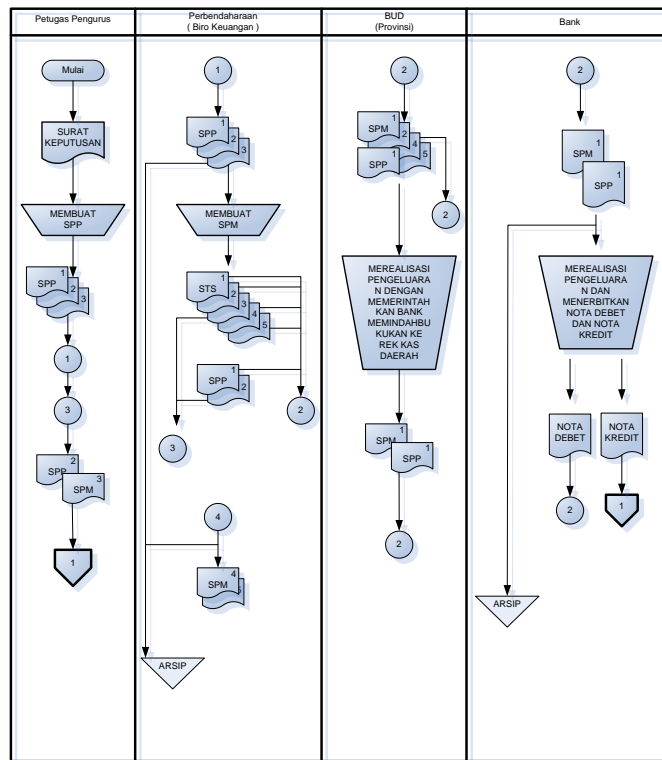 Petugas Pengurus
Perbendaharaan
( Biro Keuangan )
BUD
(Provinsi)
Bank
Mulai
SURAT
KEPUTUSAN
MEMBUAT
SPP
SPP
1
2
3
1
3
SPP
2
SPM
3
1
1
SPP
1
2
3
MEMBUAT
SPM
STS
1
2
3
4
5
SPP
1
2
3
2
4
SPM
4
5
ARSIP
2
SPM
1
2
4
5
SPP
1
2
MEREALISASI
PENGELUARA
N DENGAN
MEMERINTAH
KAN BANK
MEMINDAHBU
KUKAN KE
REK KAS
DAERAH
SPM
1
SPP
1
2
2
SPM
1
SPP
1
MEREALISASI
PENGELUARA
N DAN
MENERBITKAN
NOTA DEBET
DAN NOTA
KREDIT
NOTA
DEBET
NOTA
KREDIT
2
1
ARSIP